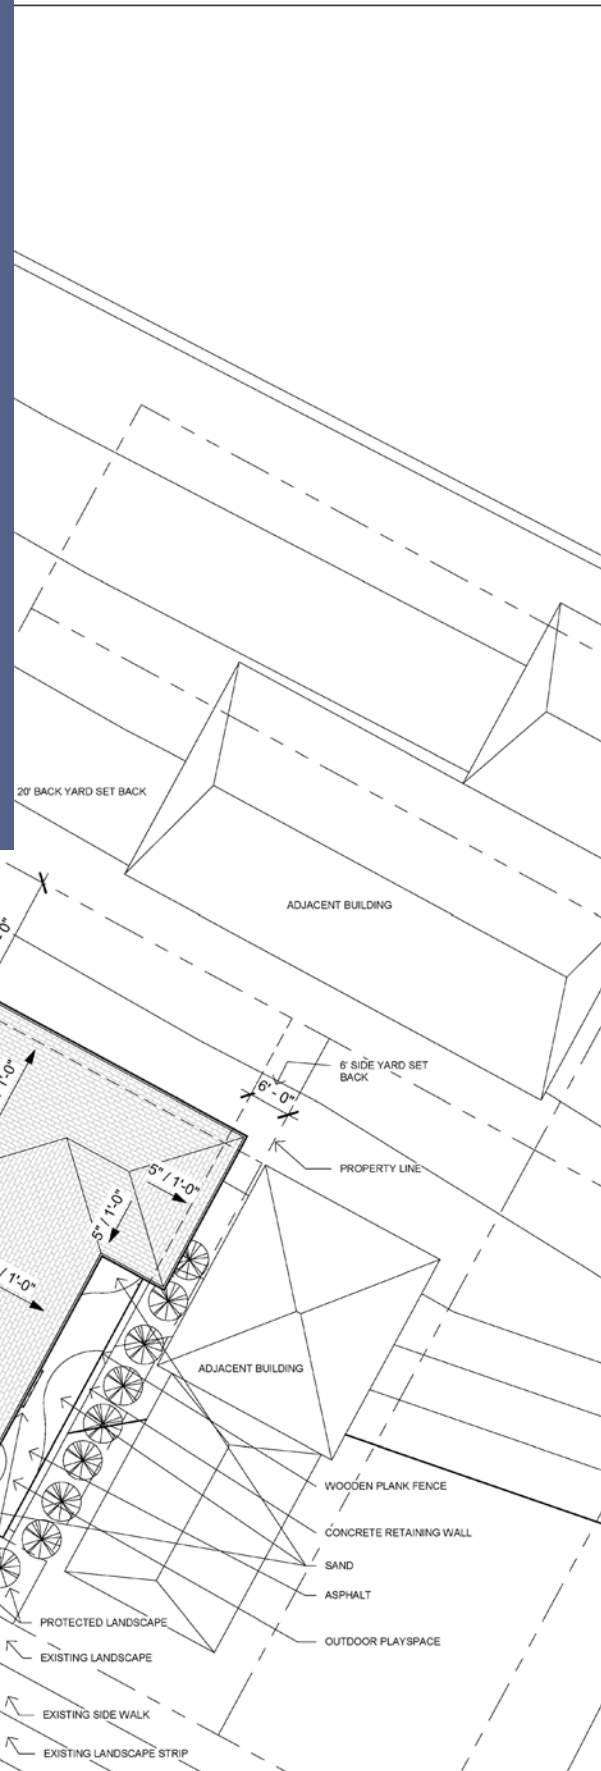 20' BACK YARD SET BACK
ADJACENT BUILDING
6' SIDE YARD SET
BACK
6' - 0"
PROPERTY LINE
5" / 1'-0"
5" / 1'-0"
/ 1'-0"
ADJACENT BUILDING
WOODEN PLANK FENCE
CONCRETE RETAINING WALL
SAND
ASPHALT
OUTDOOR PLAYSPACE
PROTECTED LANDSCAPE
EXISTING LANDSCAPE
EXISTING SIDE WALK
EXISTING LANDSCAPE STRIP